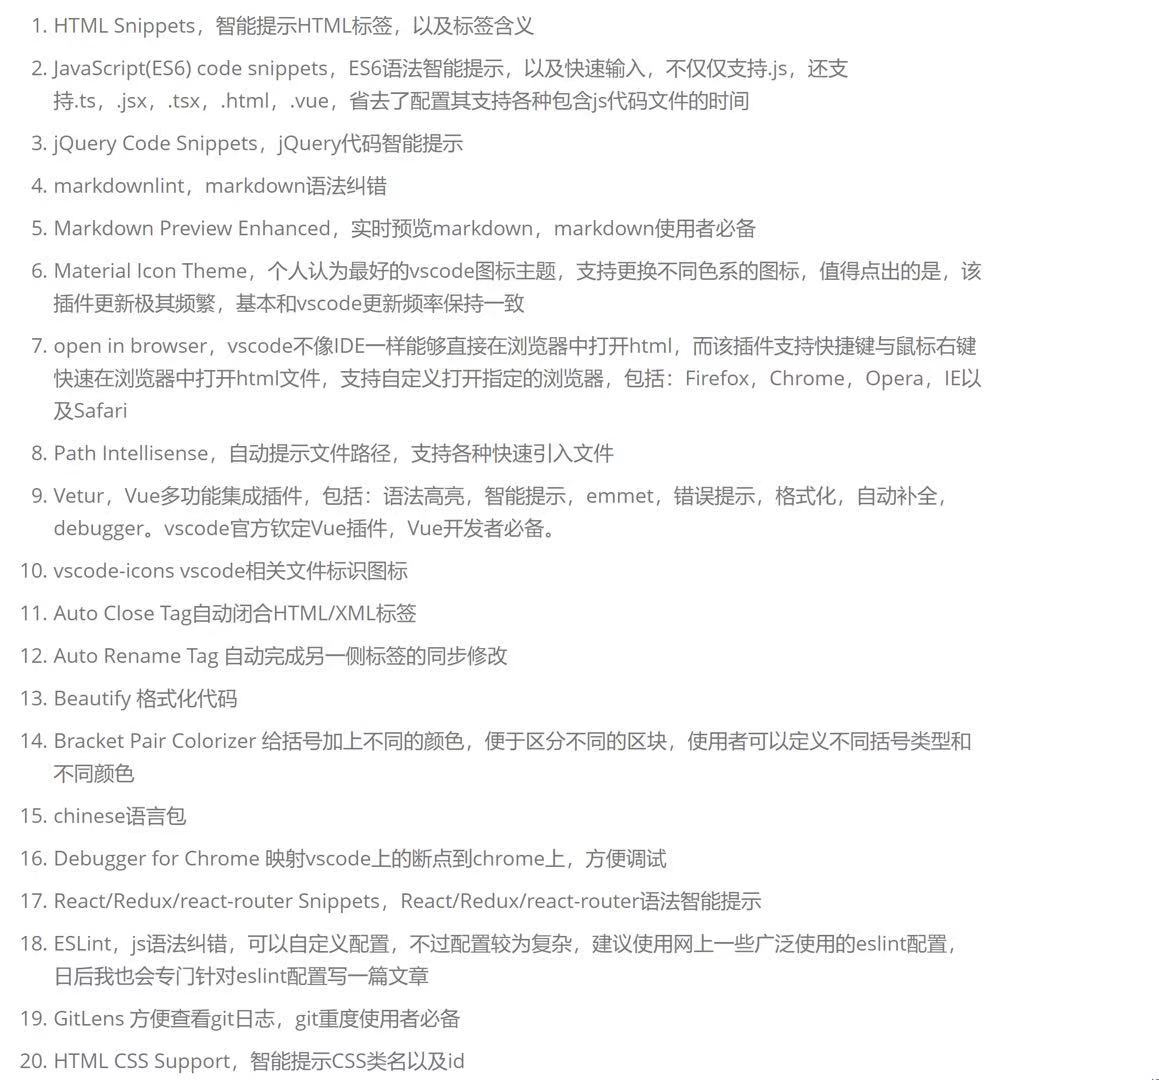 1. HTML Snippets，智能提示HTML标签，以及标签含义
2. JavaScript(ES6) code snippets，ES6语法智能提示，以及快速输入，不仅仅支持.js，还支
持.ts，.jsx，.tsx，.html，.vue，省去了配置其支持各种包含js代码文件的时间
3. jQuery Code Snippets，jQuery代码智能提示
4. markdownlint，markdown语法纠错
5. Markdown Preview Enhanced，实时预览markdown，markdown使用者必备
6. Material Icon Theme，个人认为最好的vscode图标主题，支持更换不同色系的图标，值得点出的是，该
插件更新极其频繁，基本和vscode更新频率保持一致
7. open in browser，vscode不像IDE一样能够直接在浏览器中打开html，而该插件支持快捷键与鼠标右键
快速在浏览器中打开html文件，支持自定义打开指定的浏览器，包括：Firefox，Chrome，Opera，IE以
及Safari
8. Path Intellisense，自动提示文件路径，支持各种快速引入文件
9. Vetur，Vue多功能集成插件，包括：语法高亮，智能提示，emmet，错误提示，格式化，自动补全，
debugger。vscode官方钦定Vue插件，Vue开发者必备。
10. vscode-icons vscode相关文件标识图标
11. Auto Close Tag自动闭合HTML/XML标签
12. Auto Rename Tag 自动完成另一侧标签的同步修改
13. Beautify 格式化代码
14. Bracket Pair Colorizer 给括号加上不同的颜色，便于区分不同的区块，使用者可以定义不同括号类型和
不同颜色
15. chinese语言包
16. Debugger for Chrome 映射vscode上的断点到chrome上，方便调试
17. React/Redux/react-router Snippets，React/Redux/react-router语法智能提示
18. ESLint，js语法纠错，可以自定义配置，不过配置较为复杂，建议使用网上一些广泛使用的eslint配置，
日后我也会专门针对eslint配置写一篇文章
19. GitLens 方便查看git日志，git重度使用者必备
20. HTML CSS Support，智能提示CSS类名以及id